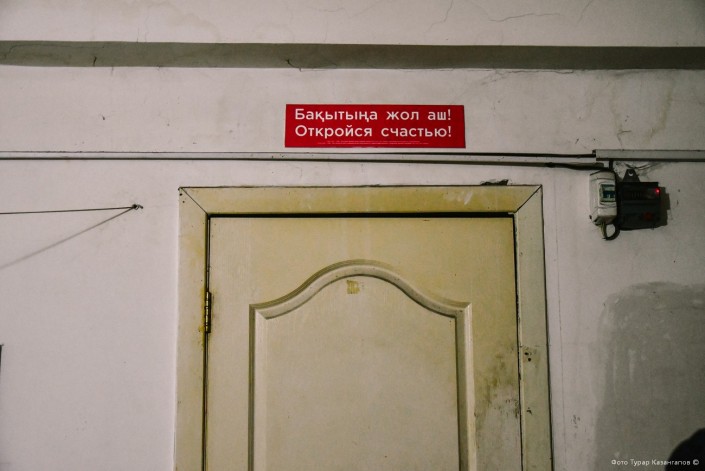 Бақытыңа жол аш!
Откройся счастью!
Фото Турар Казангапов ©